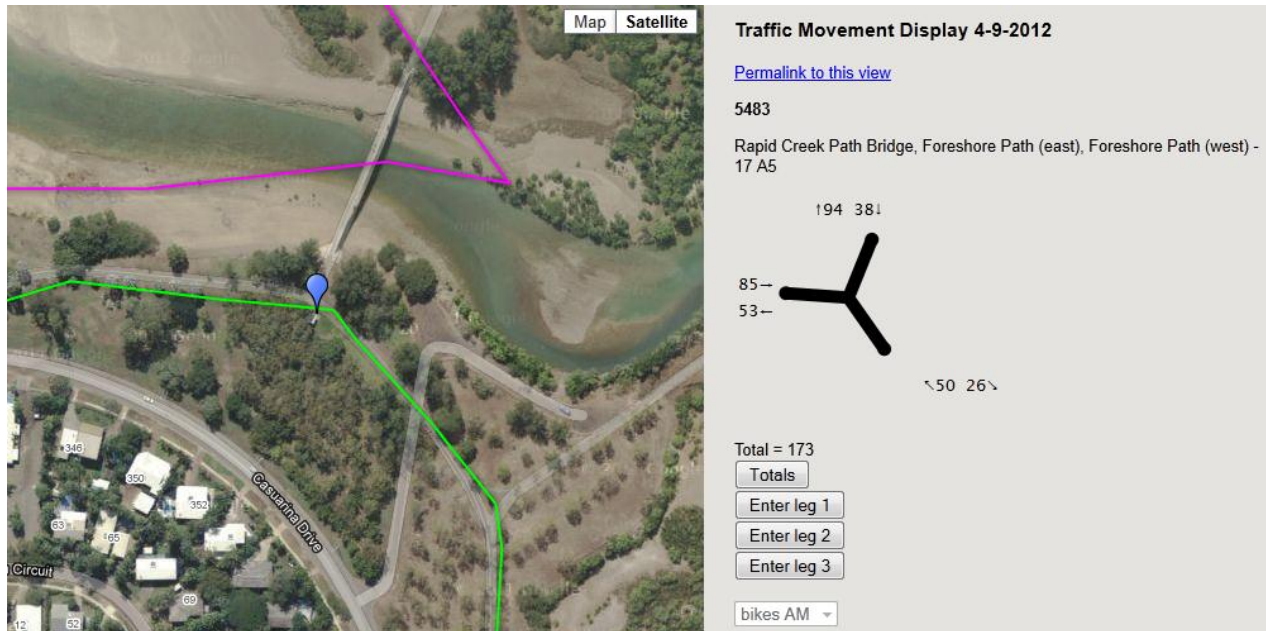 Map Satellite
346
350
352
63
65
Casuarina Drive
Circuit
69
12
52
Traffic Movement Display 4-9-2012
Permalink to this view
5483
Rapid Creek Path Bridge, Foreshore Path (east), Foreshore Path (west) -
17 A5
↑94 38↓
85→
53←
↖50 26↘
Total = 173
Totals
Enter leg 1
Enter leg 2
Enter leg 3
bikes AM